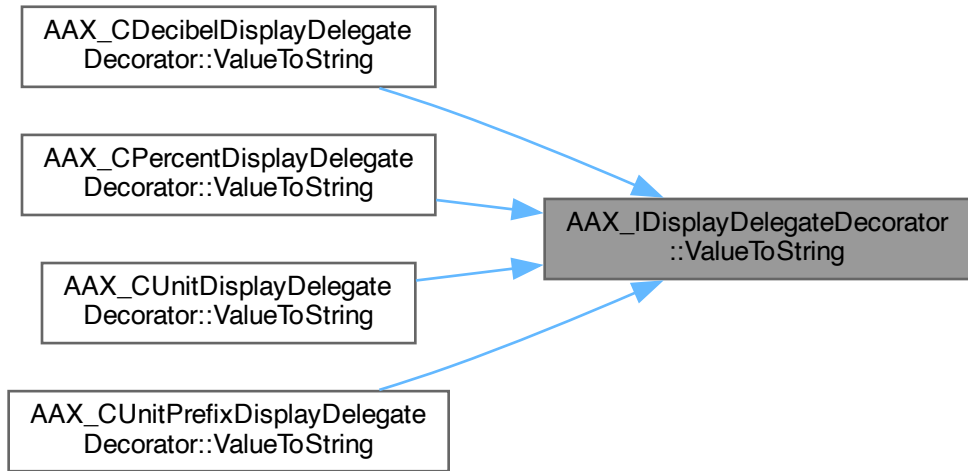 AAX_CDecibelDisplayDelegate
Decorator::ValueToString
AAX_CPercentDisplayDelegate
Decorator::ValueToString
AAX_IDisplayDelegateDecorator
::ValueToString
AAX_CUnitDisplayDelegate
Decorator::ValueToString
AAX_CUnitPrefixDisplayDelegate
Decorator::ValueToString